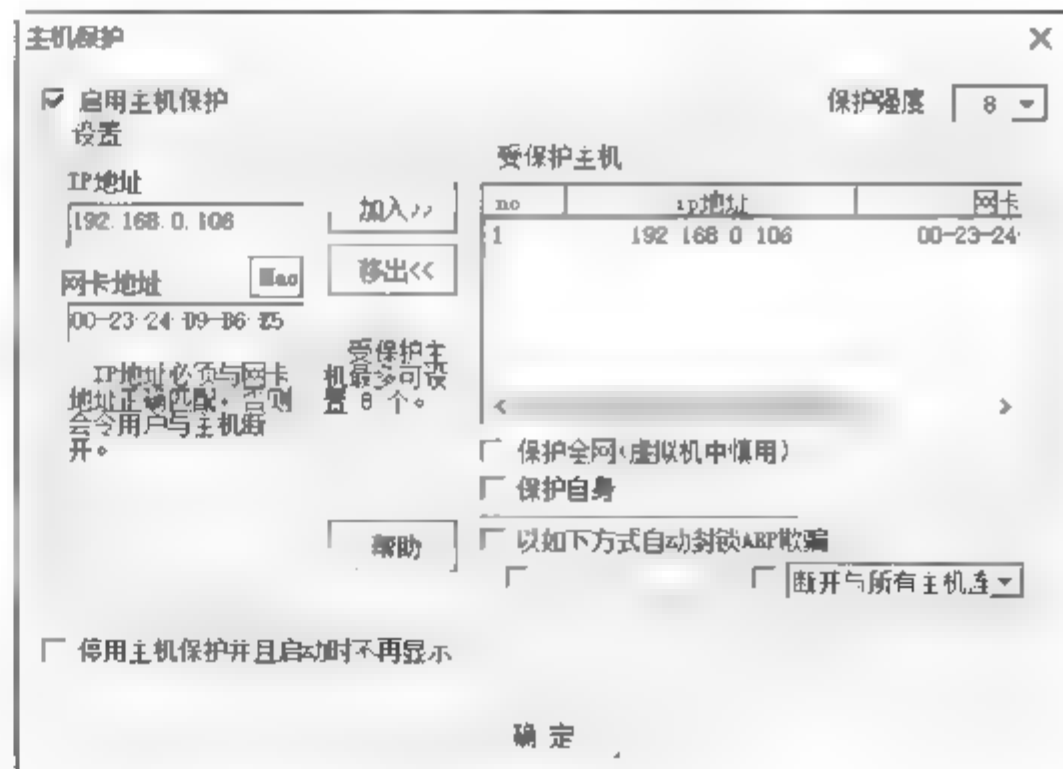 主机保护
启用主机保护
保护强度 8
设置
受保护主机
IP地址
192.168.0.106
加入>>
移出<<
no ip地址 网卡
1 192 168 0 106 00-23-24
网卡地址 Mac
00-23-24-D9-B6-E5
IP地址必须与网卡
地址正确匹配。否则
会令用户与主机断
开。
受保护主
机最多可设
置 8 个。
保护全网(虚拟机中慎用)
保护自身
帮助
以如下方式自动封锁ARP欺骗
断开与所有主机连
停用主机保护并且启动时不再显示
确 定